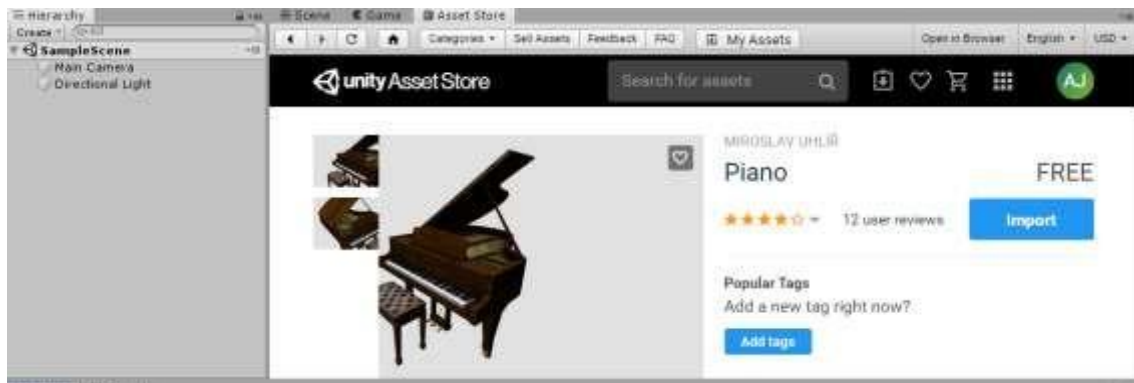 Hierarchy
Create
SampleScene
Main Camera
Directional Light
Scene
Game
Asset Store
Categories
Sell Assets
Feedback
FAQ
My Assets
Open in Browser
English
USD
unity Asset Store
Search for assets
AJ
MIROSLAV UHLÍŘ
Piano
FREE
12 user reviews
Import
Popular Tags
Add a new tag right now?
Add tags